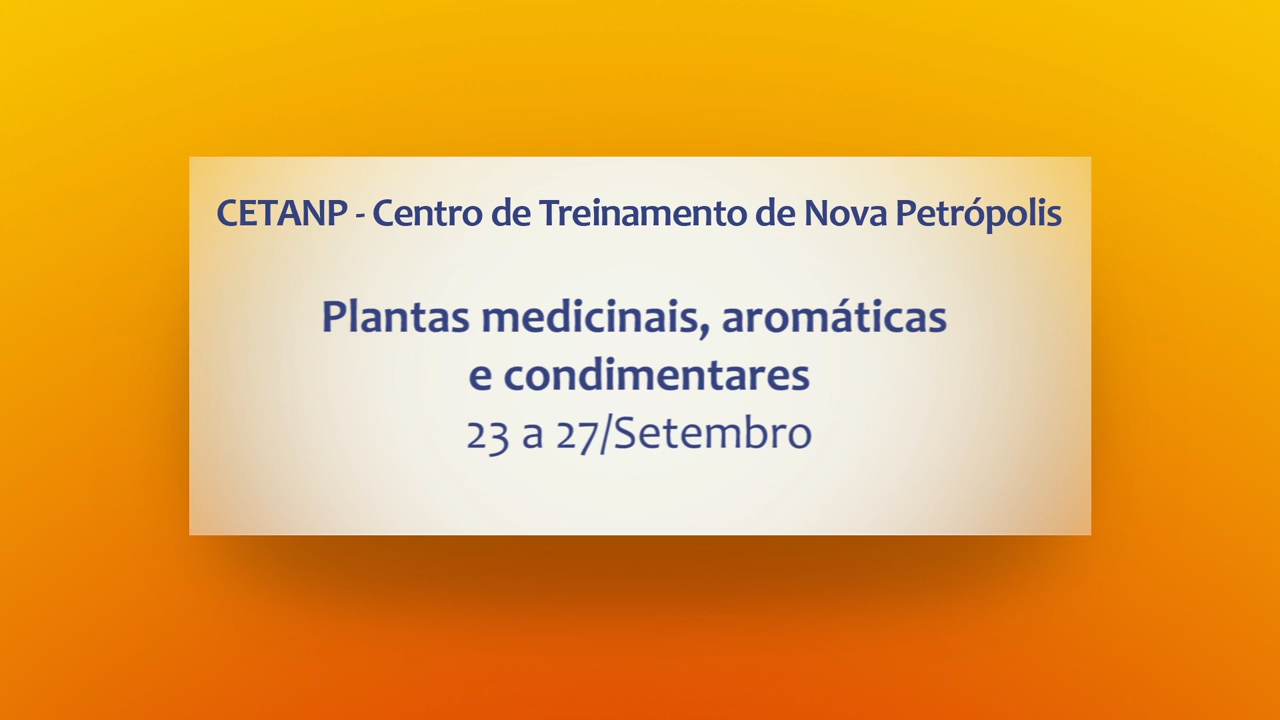 CETANP - Centro de Treinamento de Nova Petrópolis
Plantas medicinais, aromáticas
e condimentares
23 a 27/Setembro